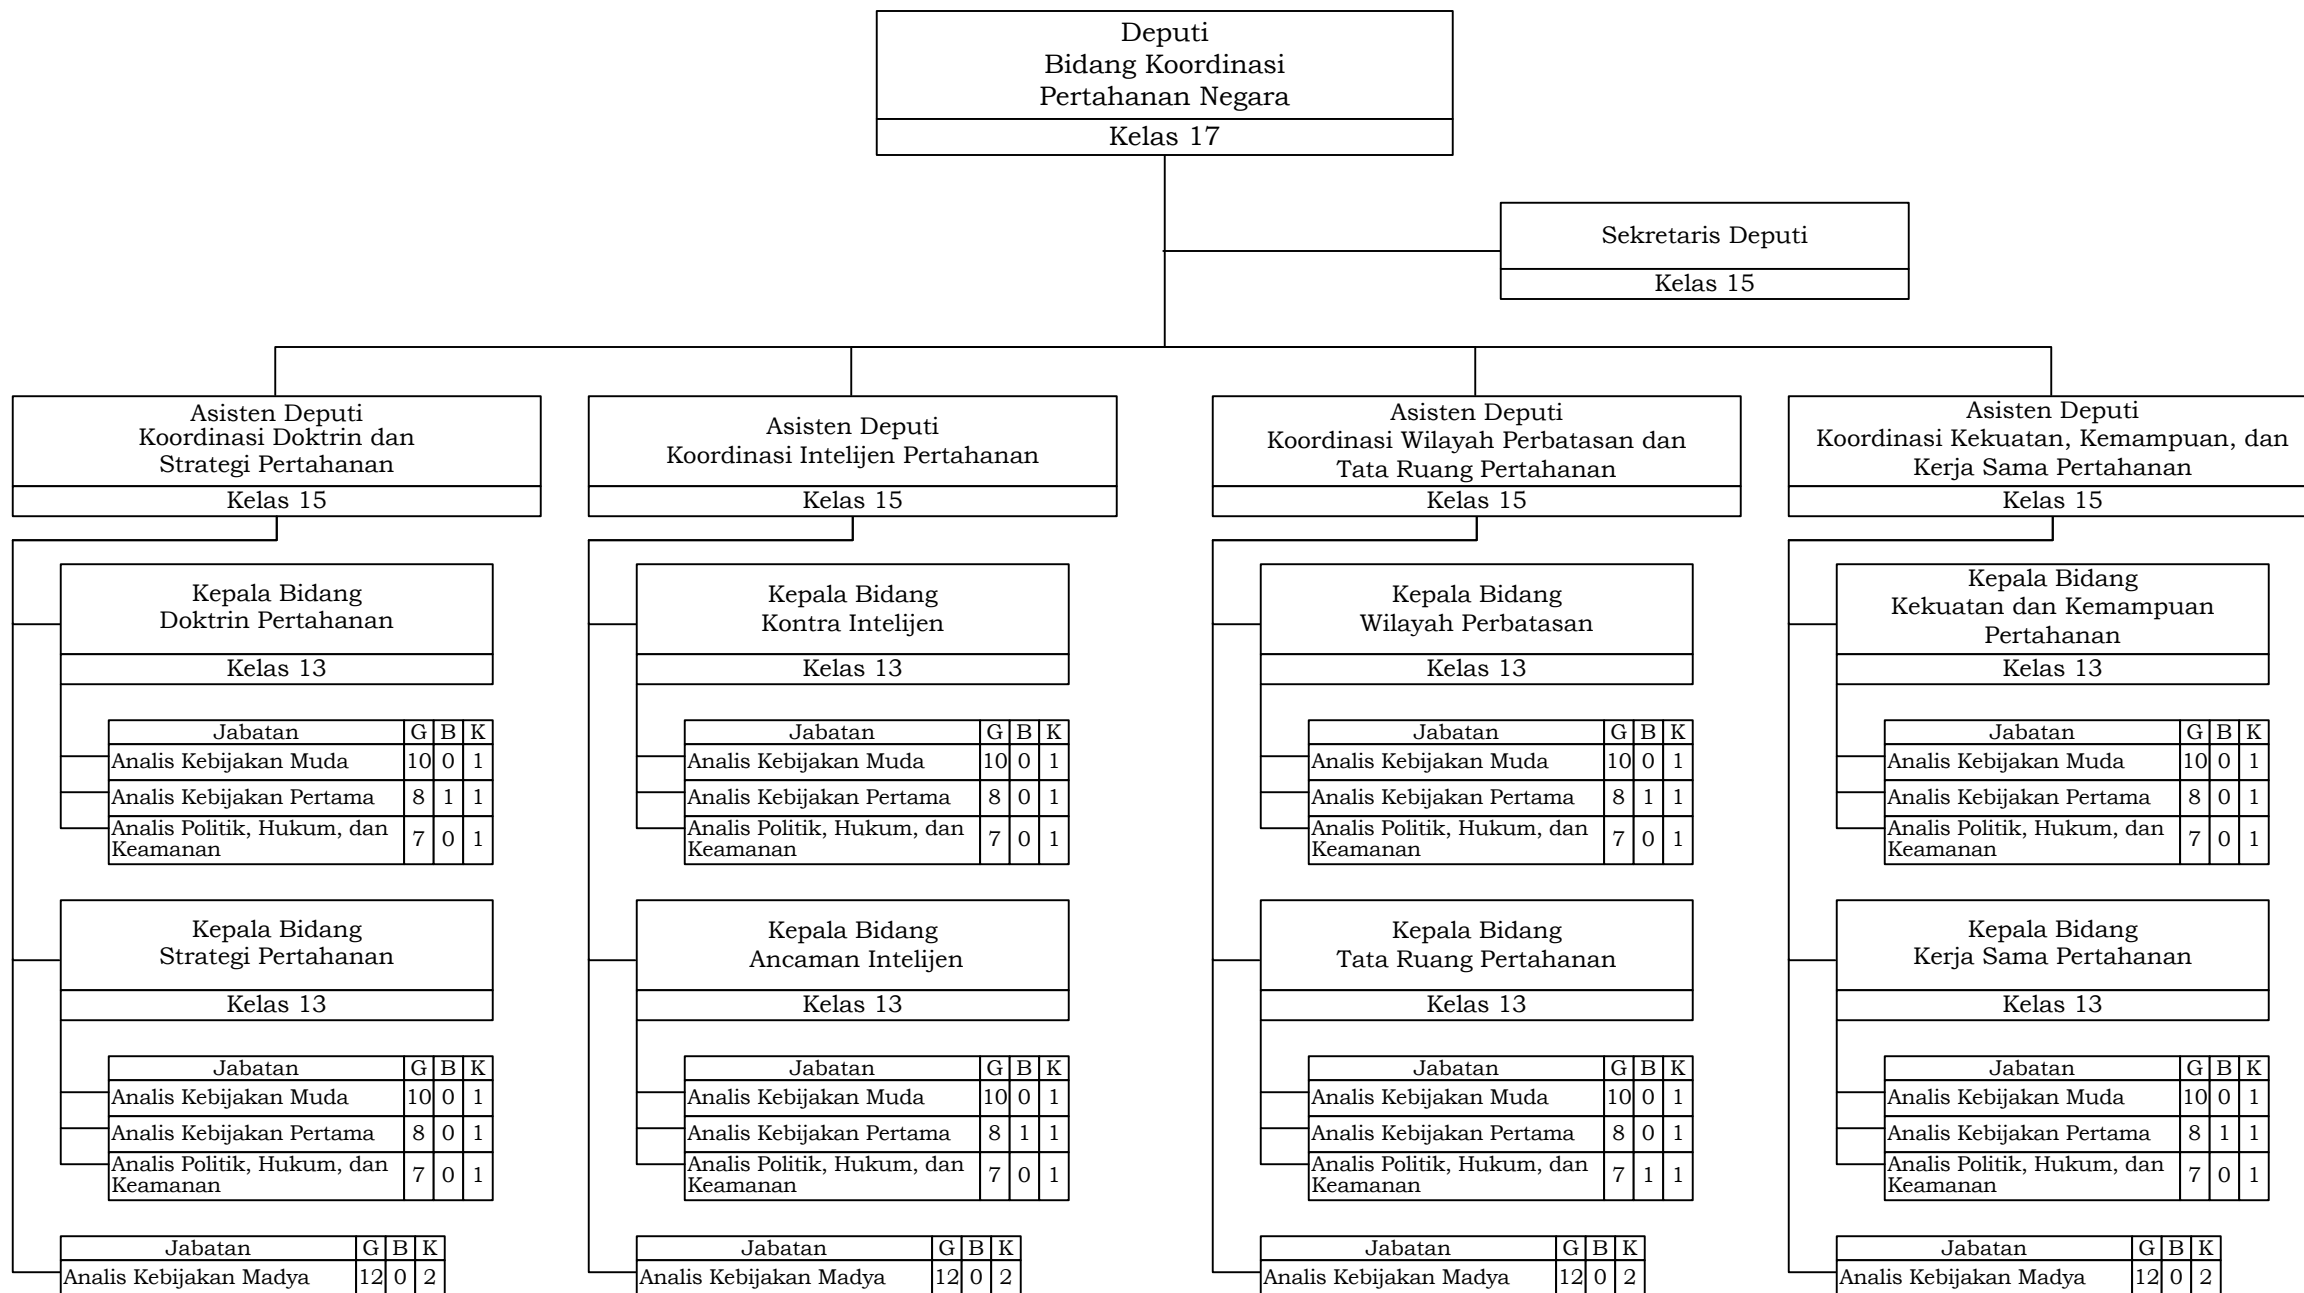 Deputi
Bidang Koordinasi
Pertahanan Negara
Kelas 17
Sekretaris Deputi
Kelas 15
Asisten Deputi
Koordinasi Doktrin dan
Strategi Pertahanan
Kelas 15
Kepala Bidang
Doktrin Pertahanan
Kelas 13
Jabatan G B K
Analis Kebijakan Muda 10 0 1
Analis Kebijakan Pertama 8 1 1
Analis Politik, Hukum, dan
Keamanan 7 0 1
Kepala Bidang
Strategi Pertahanan
Kelas 13
Jabatan G B K
Analis Kebijakan Muda 10 0 1
Analis Kebijakan Pertama 8 0 1
Analis Politik, Hukum, dan
Keamanan 7 0 1
Jabatan G B K
Analis Kebijakan Madya 12 0 2
Asisten Deputi
Koordinasi Intelijen Pertahanan
Kelas 15
Kepala Bidang
Kontra Intelijen
Kelas 13
Jabatan G B K
Analis Kebijakan Muda 10 0 1
Analis Kebijakan Pertama 8 0 1
Analis Politik, Hukum, dan
Keamanan 7 0 1
Kepala Bidang
Ancaman Intelijen
Kelas 13
Jabatan G B K
Analis Kebijakan Muda 10 0 1
Analis Kebijakan Pertama 8 1 1
Analis Politik, Hukum, dan
Keamanan 7 0 1
Jabatan G B K
Analis Kebijakan Madya 12 0 2
Asisten Deputi
Koordinasi Wilayah Perbatasan dan
Tata Ruang Pertahanan
Kelas 15
Kepala Bidang
Wilayah Perbatasan
Kelas 13
Jabatan G B K
Analis Kebijakan Muda 10 0 1
Analis Kebijakan Pertama 8 1 1
Analis Politik, Hukum, dan
Keamanan 7 0 1
Kepala Bidang
Tata Ruang Pertahanan
Kelas 13
Jabatan G B K
Analis Kebijakan Muda 10 0 1
Analis Kebijakan Pertama 8 0 1
Analis Politik, Hukum, dan
Keamanan 7 1 1
Jabatan G B K
Analis Kebijakan Madya 12 0 2
Asisten Deputi
Koordinasi Kekuatan, Kemampuan, dan
Kerja Sama Pertahanan
Kelas 15
Kepala Bidang
Kekuatan dan Kemampuan
Pertahanan
Kelas 13
Jabatan G B K
Analis Kebijakan Muda 10 0 1
Analis Kebijakan Pertama 8 0 1
Analis Politik, Hukum, dan
Keamanan 7 0 1
Kepala Bidang
Kerja Sama Pertahanan
Kelas 13
Jabatan G B K
Analis Kebijakan Muda 10 0 1
Analis Kebijakan Pertama 8 1 1
Analis Politik, Hukum, dan
Keamanan 7 0 1
Jabatan G B K
Analis Kebijakan Madya 12 0 2